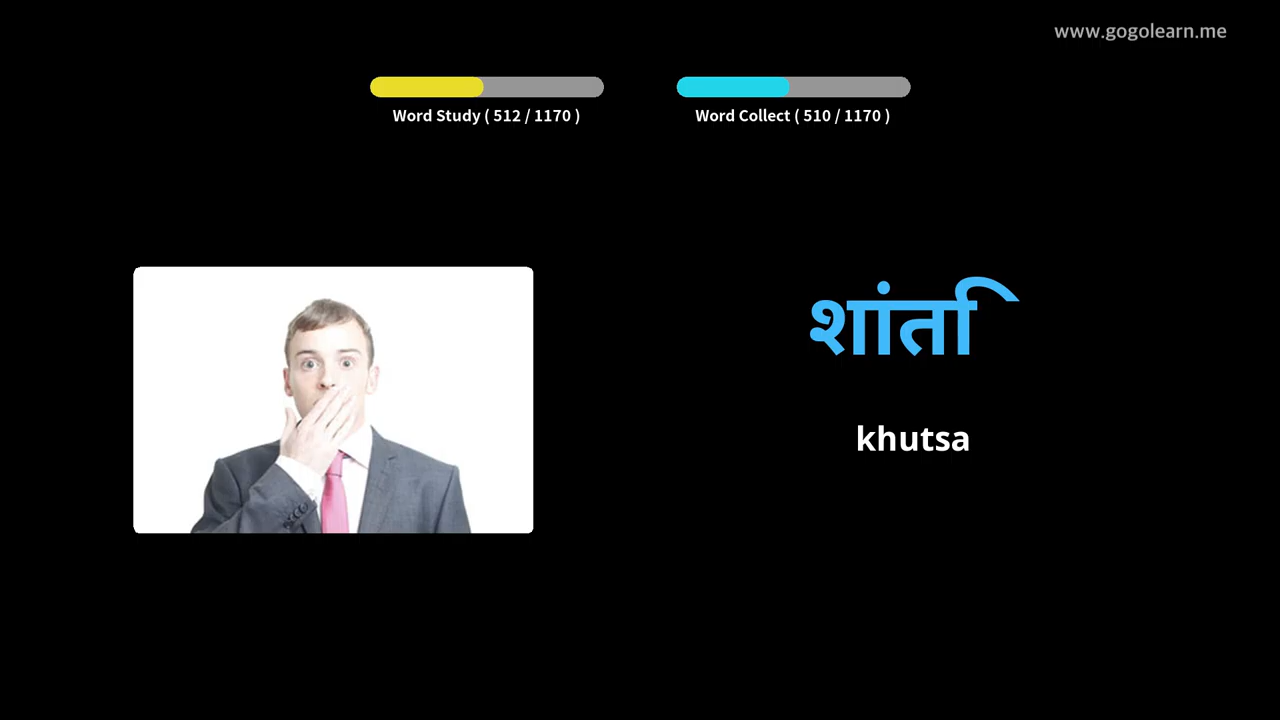 www.gogolearn.me
Word Study ( 512 / 1170 )
Word Collect ( 510 / 1170 )
शांति
khutsa